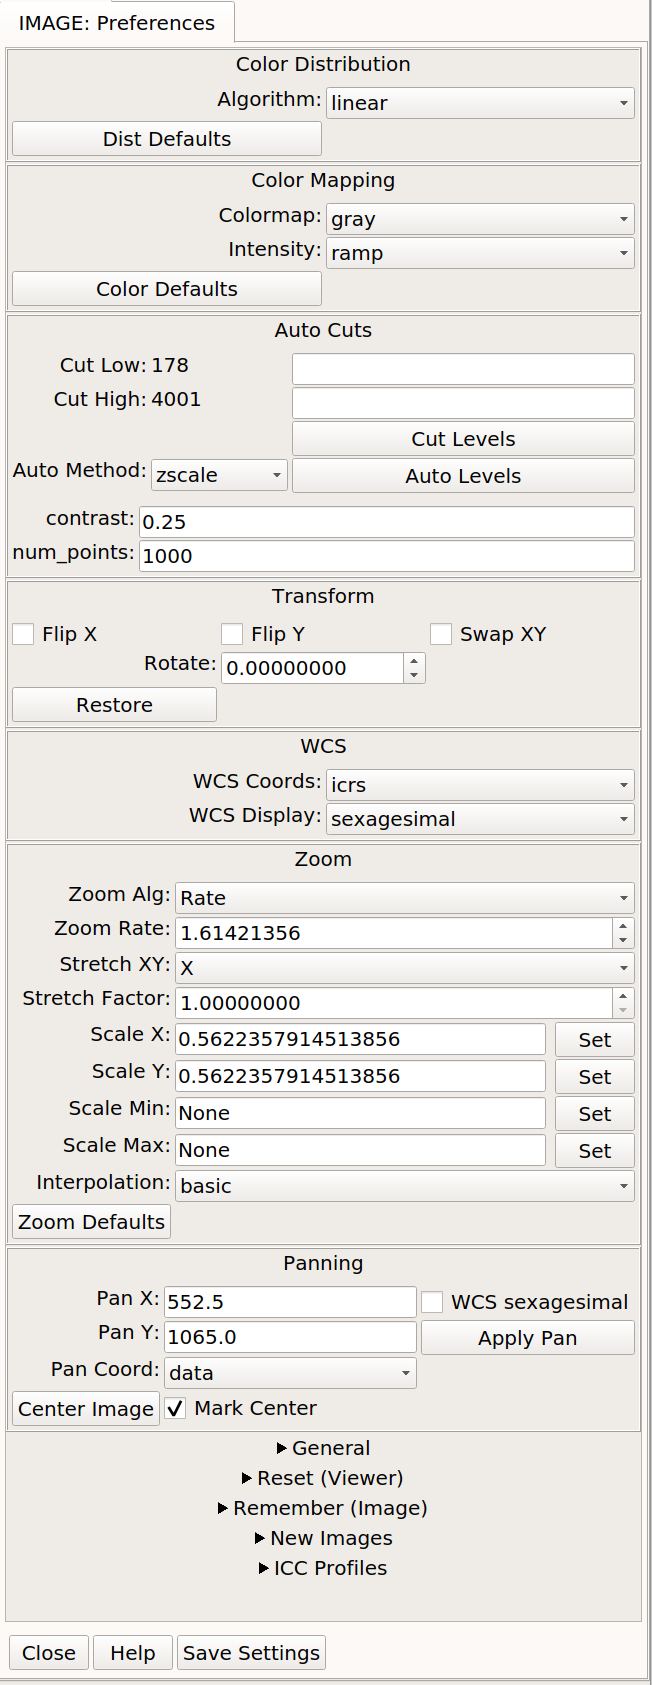 IMAGE: Preferences
Color Distribution
Algorithm: linear
Dist Defaults
Color Mapping
Colormap: gray
Intensity: ramp
Color Defaults
Auto Cuts
Cut Low: 178
Cut High: 4001
Cut Levels
Auto Method: zscale Auto Levels
contrast: 0.25
num_points: 1000
Transform
Flip X Flip Y Swap XY
Rotate: 0.00000000
Restore
WCS
WCS Coords: icrs
WCS Display: sexagesimal
Zoom
Zoom Alg: Rate
Zoom Rate: 1.61421356
Stretch XY: X
Stretch Factor: 1.00000000
Scale X: 0.5622357914513856 Set
Scale Y: 0.5622357914513856 Set
Scale Min: None Set
Scale Max: None Set
Interpolation: basic
Zoom Defaults
Panning
Pan X: 552.5 WCS sexagesimal
Pan Y: 1065.0 Apply Pan
Pan Coord: data
Center Image Mark Center
General
Reset (Viewer)
Remember (Image)
New Images
ICC Profiles
Close Help Save Settings